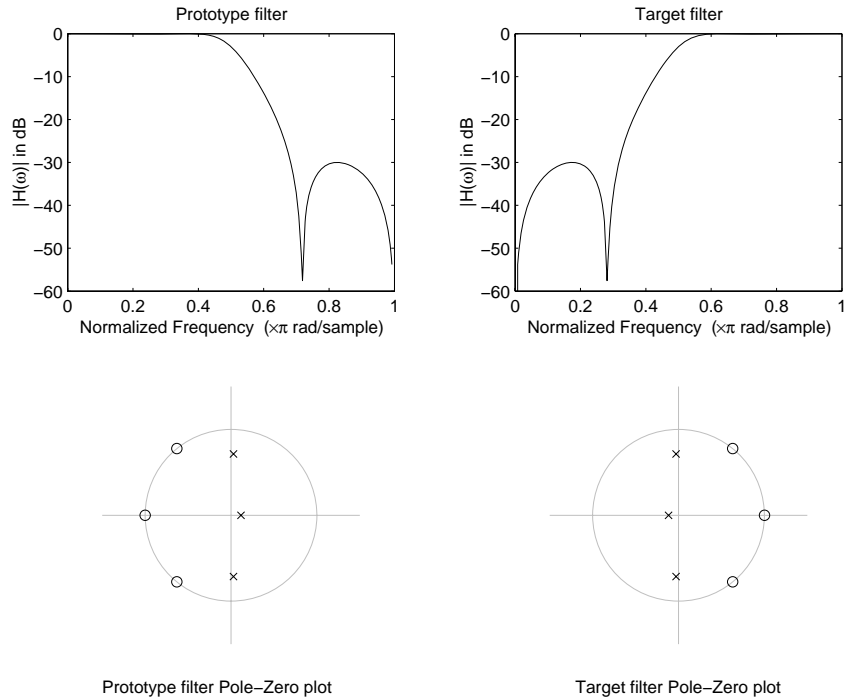 Prototype filter
0
−10
−20
−30
−40
−50
−60
|H(ω)| in dB
0 0.2 0.4 0.6 0.8 1
Normalized Frequency (×π rad/sample)
Target filter
0
−10
−20
−30
−40
−50
−60
|H(ω)| in dB
0 0.2 0.4 0.6 0.8 1
Normalized Frequency (×π rad/sample)
Prototype filter Pole−Zero plot
Target filter Pole−Zero plot